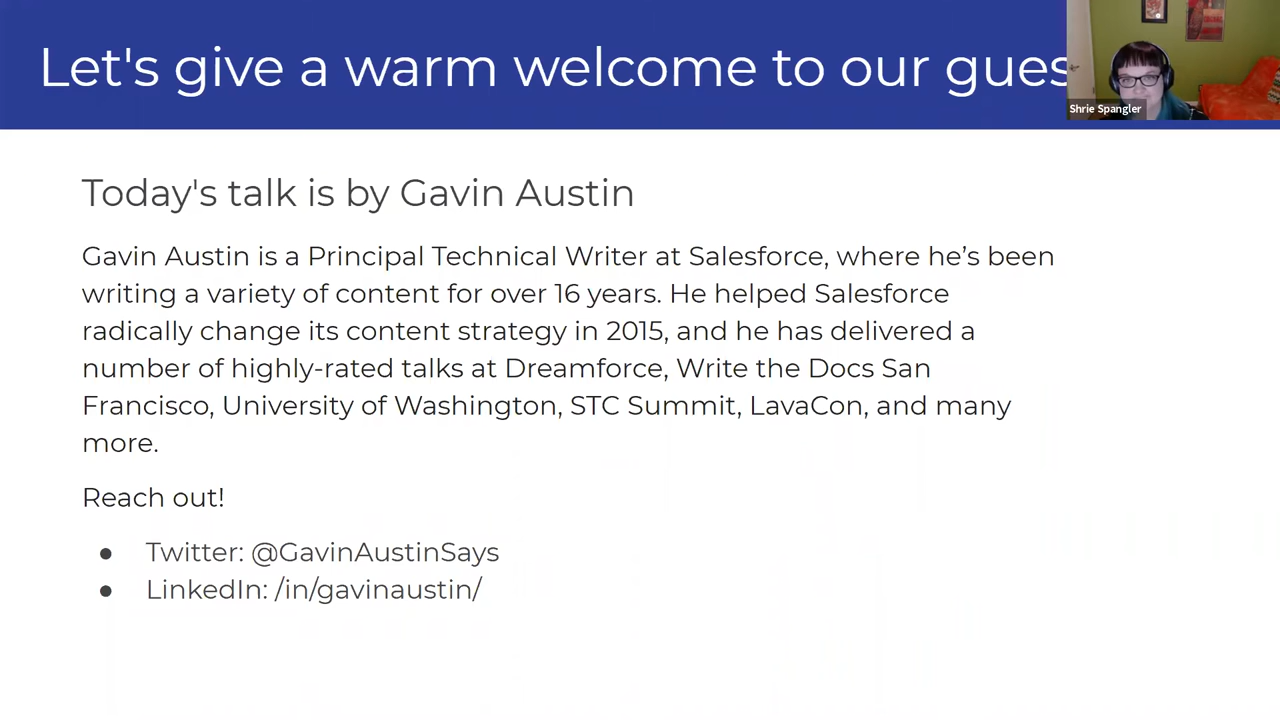 Let's give a warm welcome to our gues
Shrie Spangler
Today's talk is by Gavin Austin
Gavin Austin is a Principal Technical Writer at Salesforce, where he’s been
writing a variety of content for over 16 years. He helped Salesforce
radically change its content strategy in 2015, and he has delivered a
number of highly-rated talks at Dreamforce, Write the Docs San
Francisco, University of Washington, STC Summit, LavaCon, and many
more.
Reach out!
● Twitter: @GavinAustinSays
● LinkedIn: /in/gavinaustin/